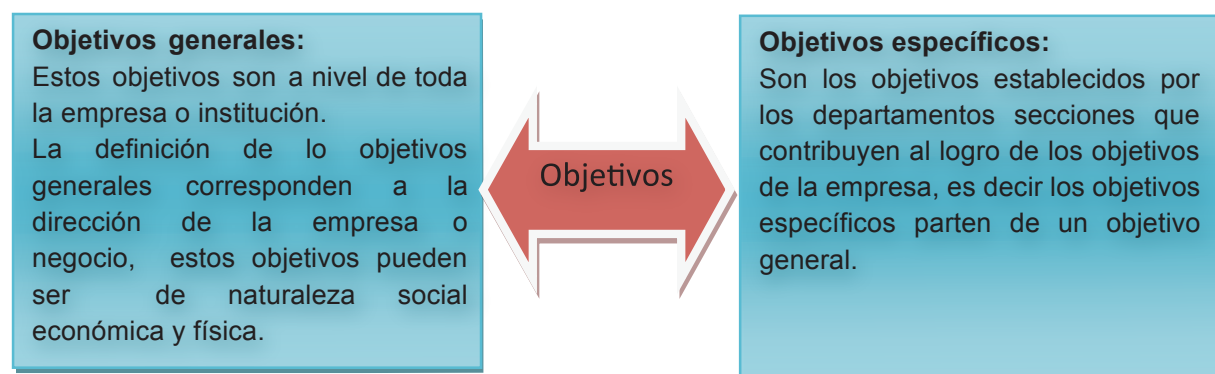 Objetivos generales:
Estos objetivos son a nivel de toda
la empresa o institución.
La definición de lo objetivos
generales corresponden a la
dirección de la empresa o
negocio, estos objetivos pueden
ser de naturaleza social
económica y física.
Objetivos
Objetivos específicos:
Son los objetivos establecidos por
los departamentos secciones que
contribuyen al logro de los objetivos
de la empresa, es decir los objetivos
específicos parten de un objetivo
general.